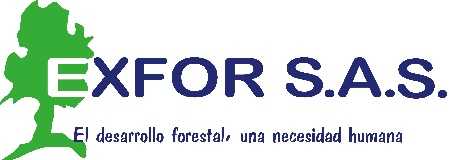 EXFOR S.A.S.
El desarrollo forestal, una necesidad humana